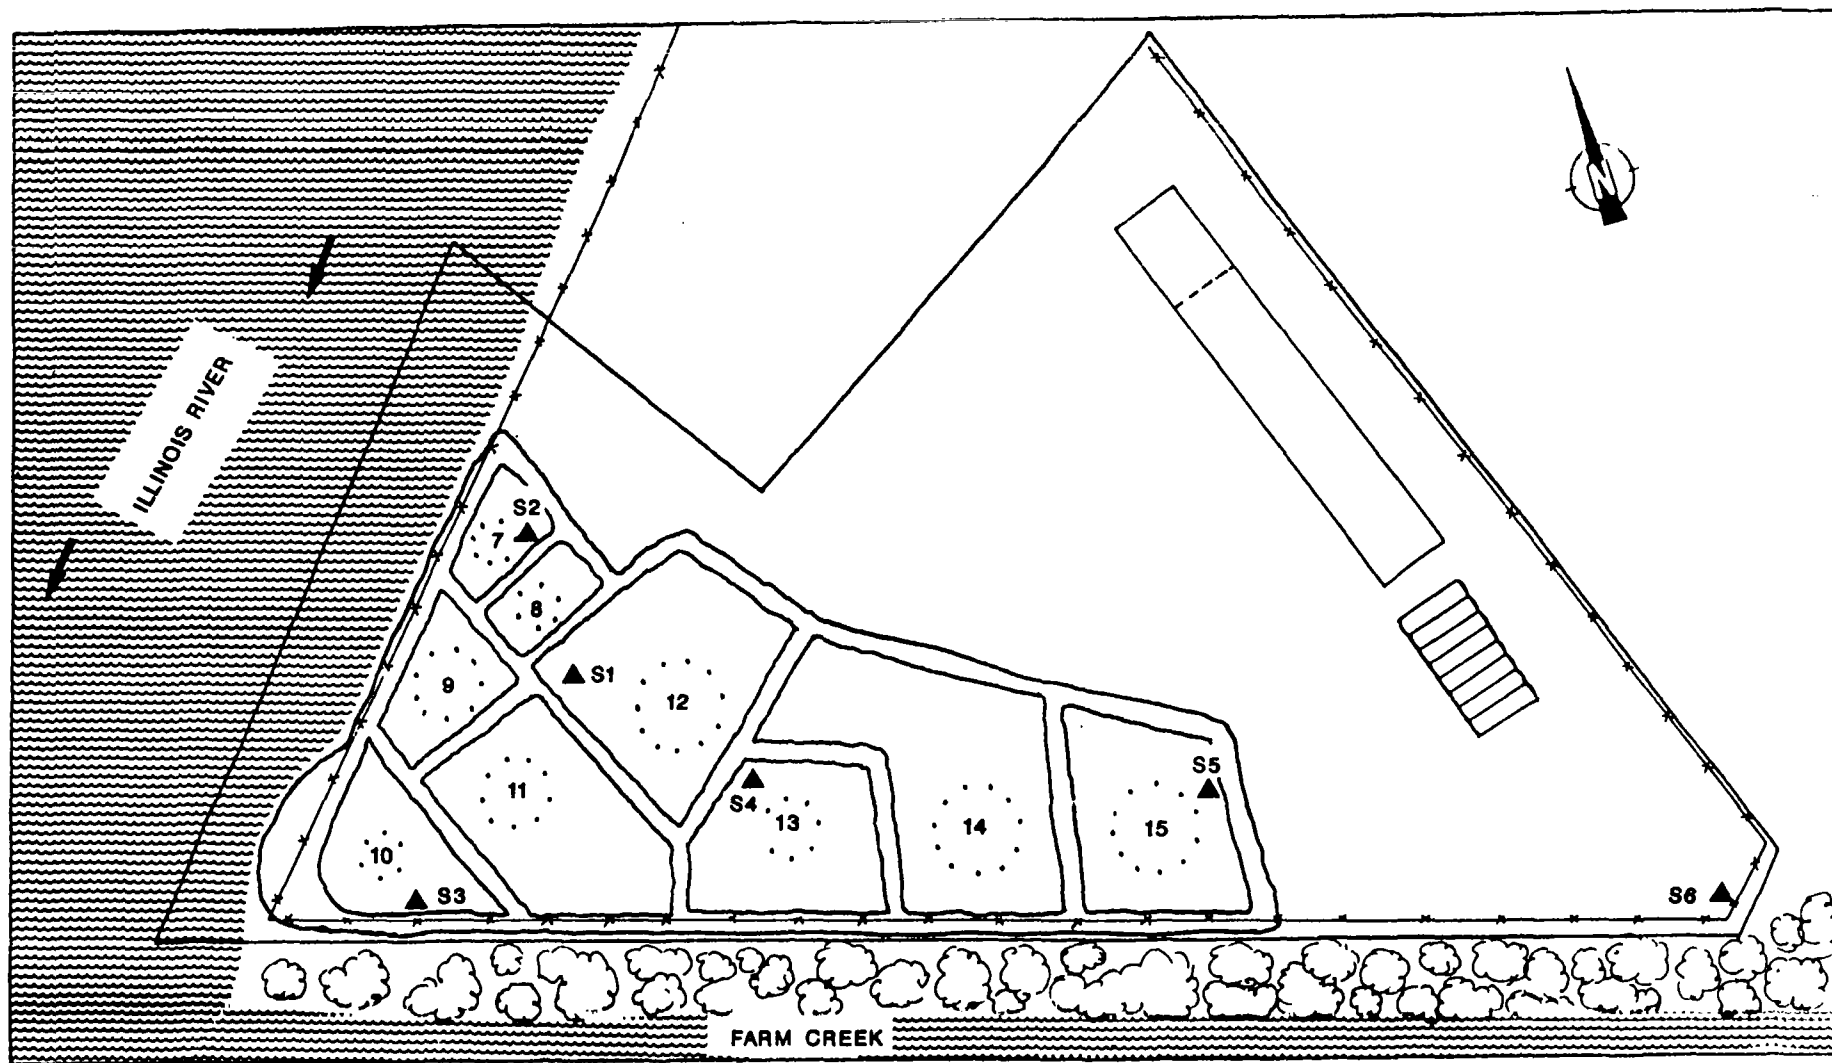 N
ILLINOIS RIVER
S2
7
8
S1
9
12
S5
11
S4
13
14
15
10
S3
S6
FARM CREEK